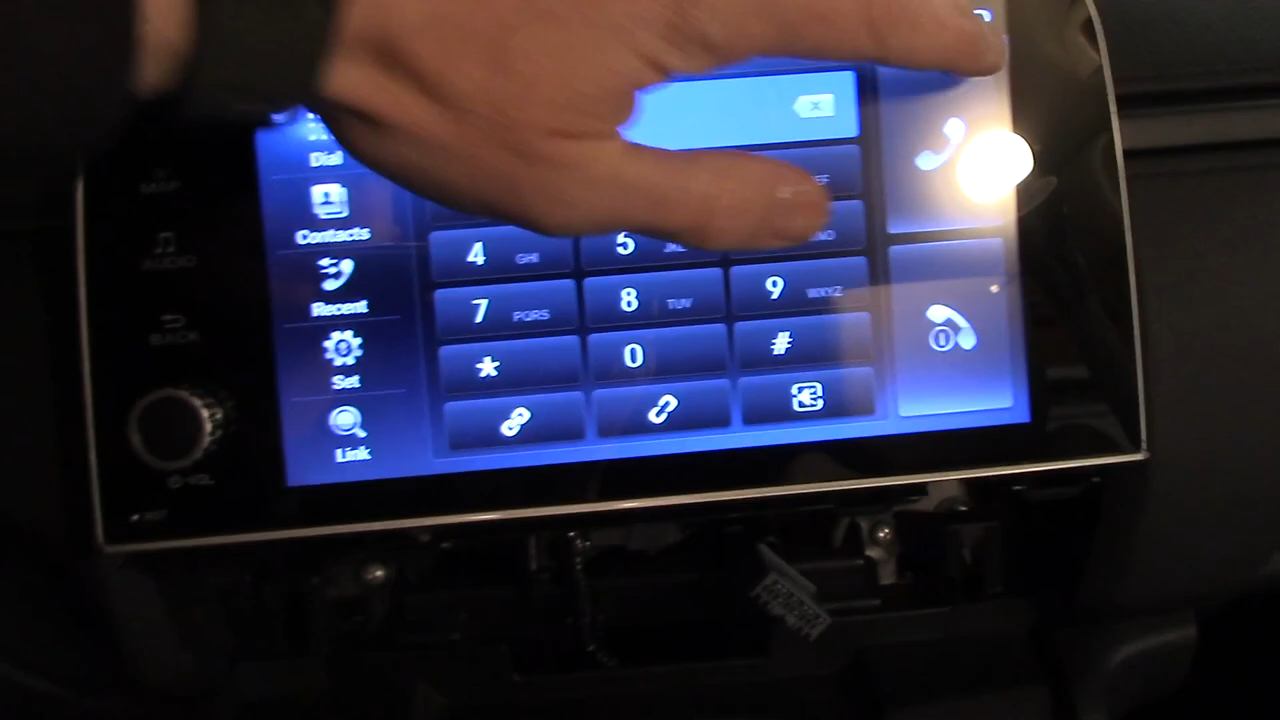 MAP
AUDIO
BACK
VOL
Dial
Contacts
Recent
Set
Link
4 GHI
5
7 PQRS
8 TUV
9 WXYZ
*
0
#